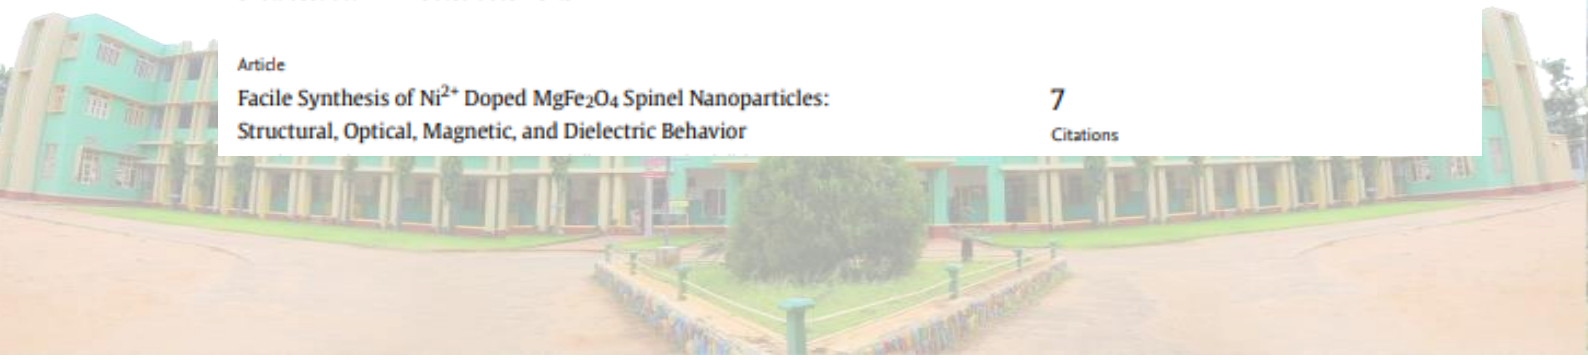 Article
Facile Synthesis of Ni²⁺ Doped MgFe₂O₄ Spinel Nanoparticles:
Structural, Optical, Magnetic, and Dielectric Behavior
7
Citations